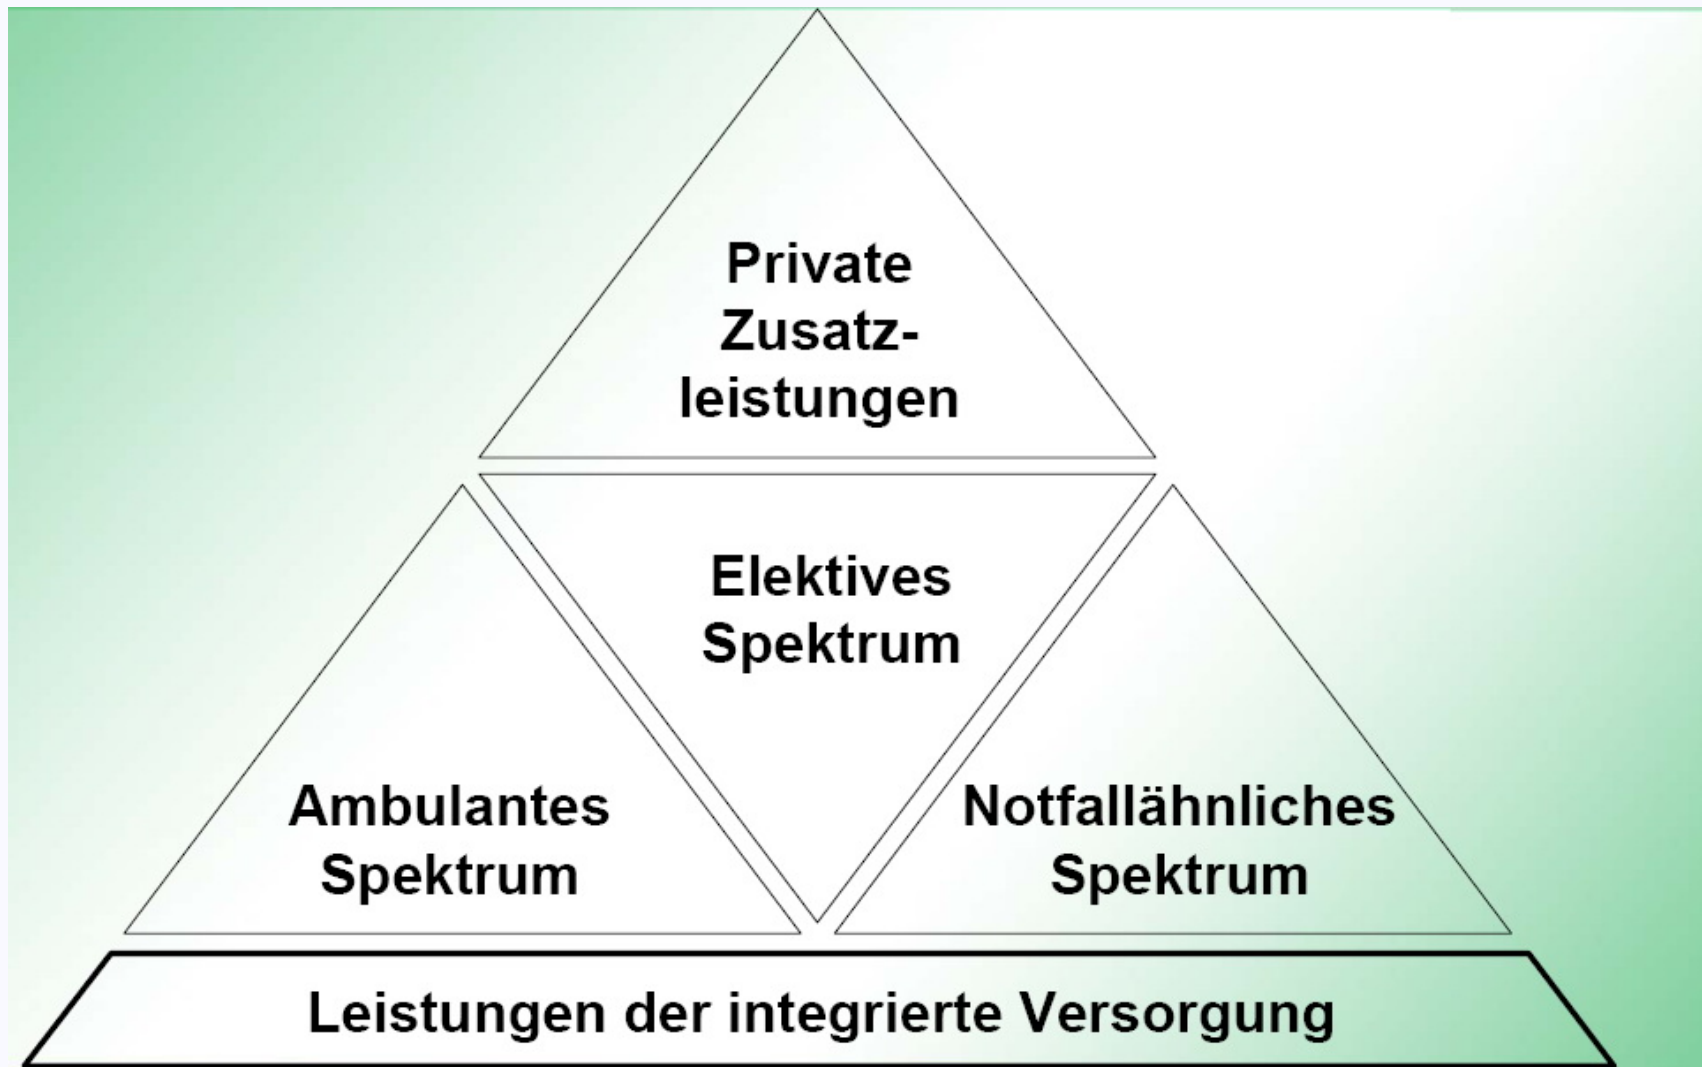 Private
Zusatz-
leistungen
Elektives
Spektrum
Ambulantes
Spektrum
Notfallähnliches
Spektrum
Leistungen der integrierte Versorgung